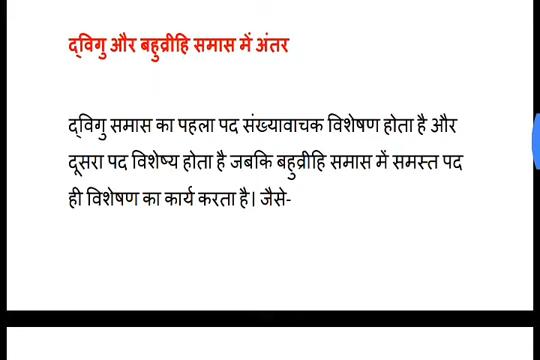 द्विगु और बहुव्रीहि समास में अंतर
द्विगु समास का पहला पद संख्यावाचक विशेषण होता है और
दूसरा पद विशेष्य होता है जबकि बहुव्रीहि समास में समस्त पद
ही विशेषण का कार्य करता है। जैसे-